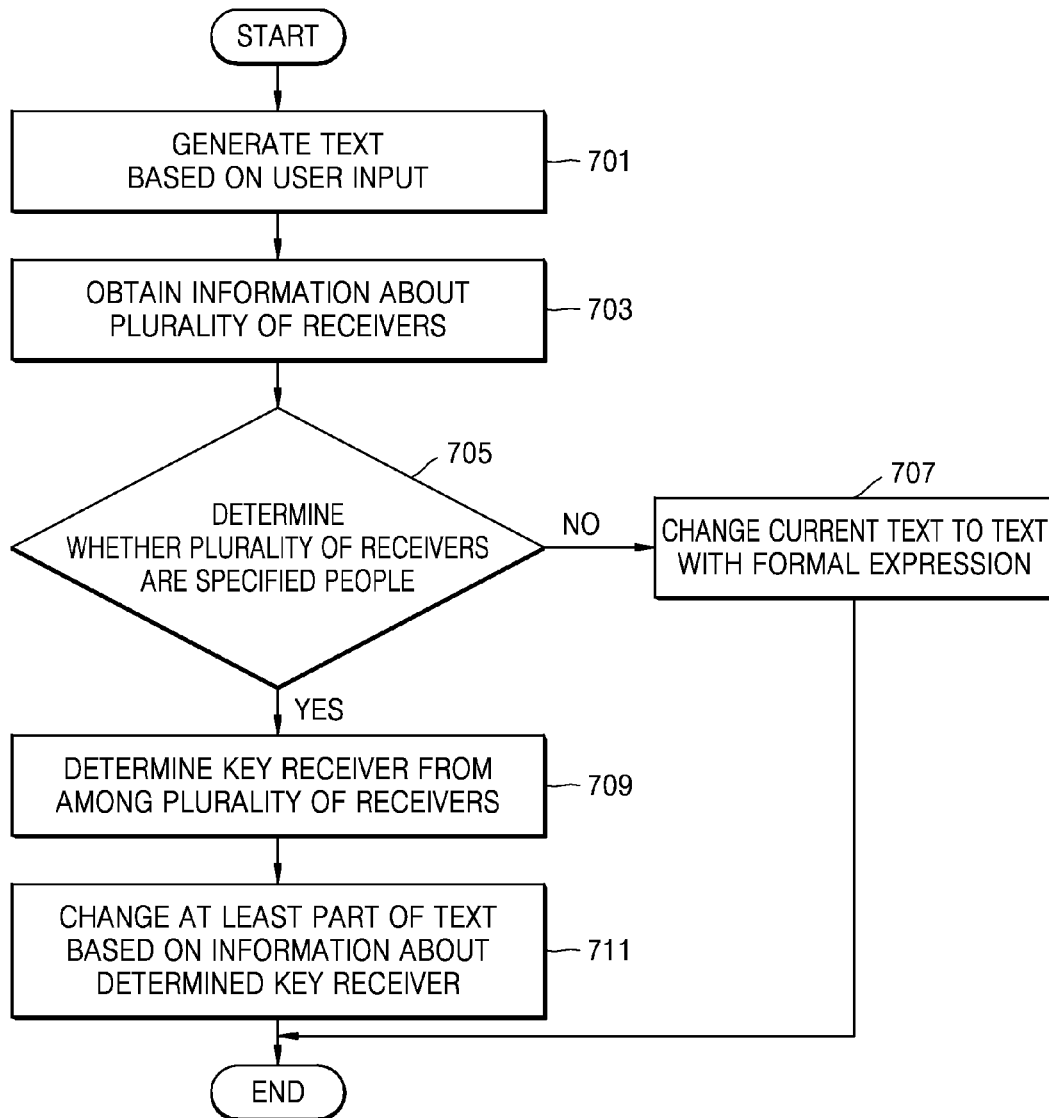 START
GENERATE TEXT
BASED ON USER INPUT
701
OBTAIN INFORMATION ABOUT
PLURALITY OF RECEIVERS
703
705
DETERMINE
WHETHER PLURALITY OF RECEIVERS
ARE SPECIFIED PEOPLE
NO
707
CHANGE CURRENT TEXT TO TEXT
WITH FORMAL EXPRESSION
YES
DETERMINE KEY RECEIVER FROM
AMONG PLURALITY OF RECEIVERS
709
CHANGE AT LEAST PART OF TEXT
BASED ON INFORMATION ABOUT
DETERMINED KEY RECEIVER
711
END